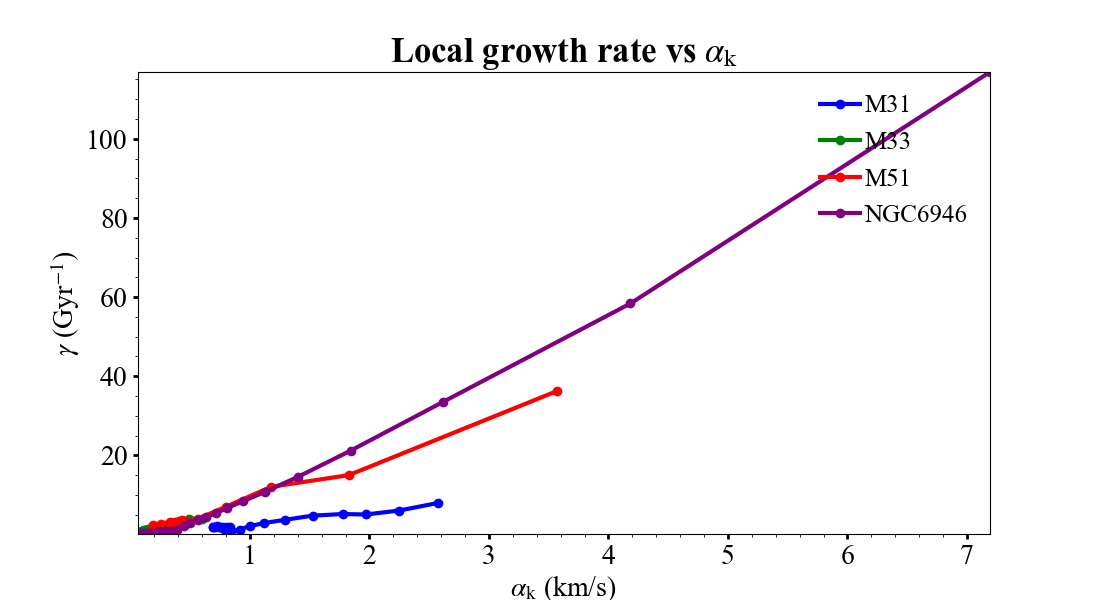 Local growth rate vs αk
M31
M33
M51
NGC6946
γ (Gyr⁻¹)
100
80
60
40
20
1 2 3 4 5 6 7
αk (km/s)